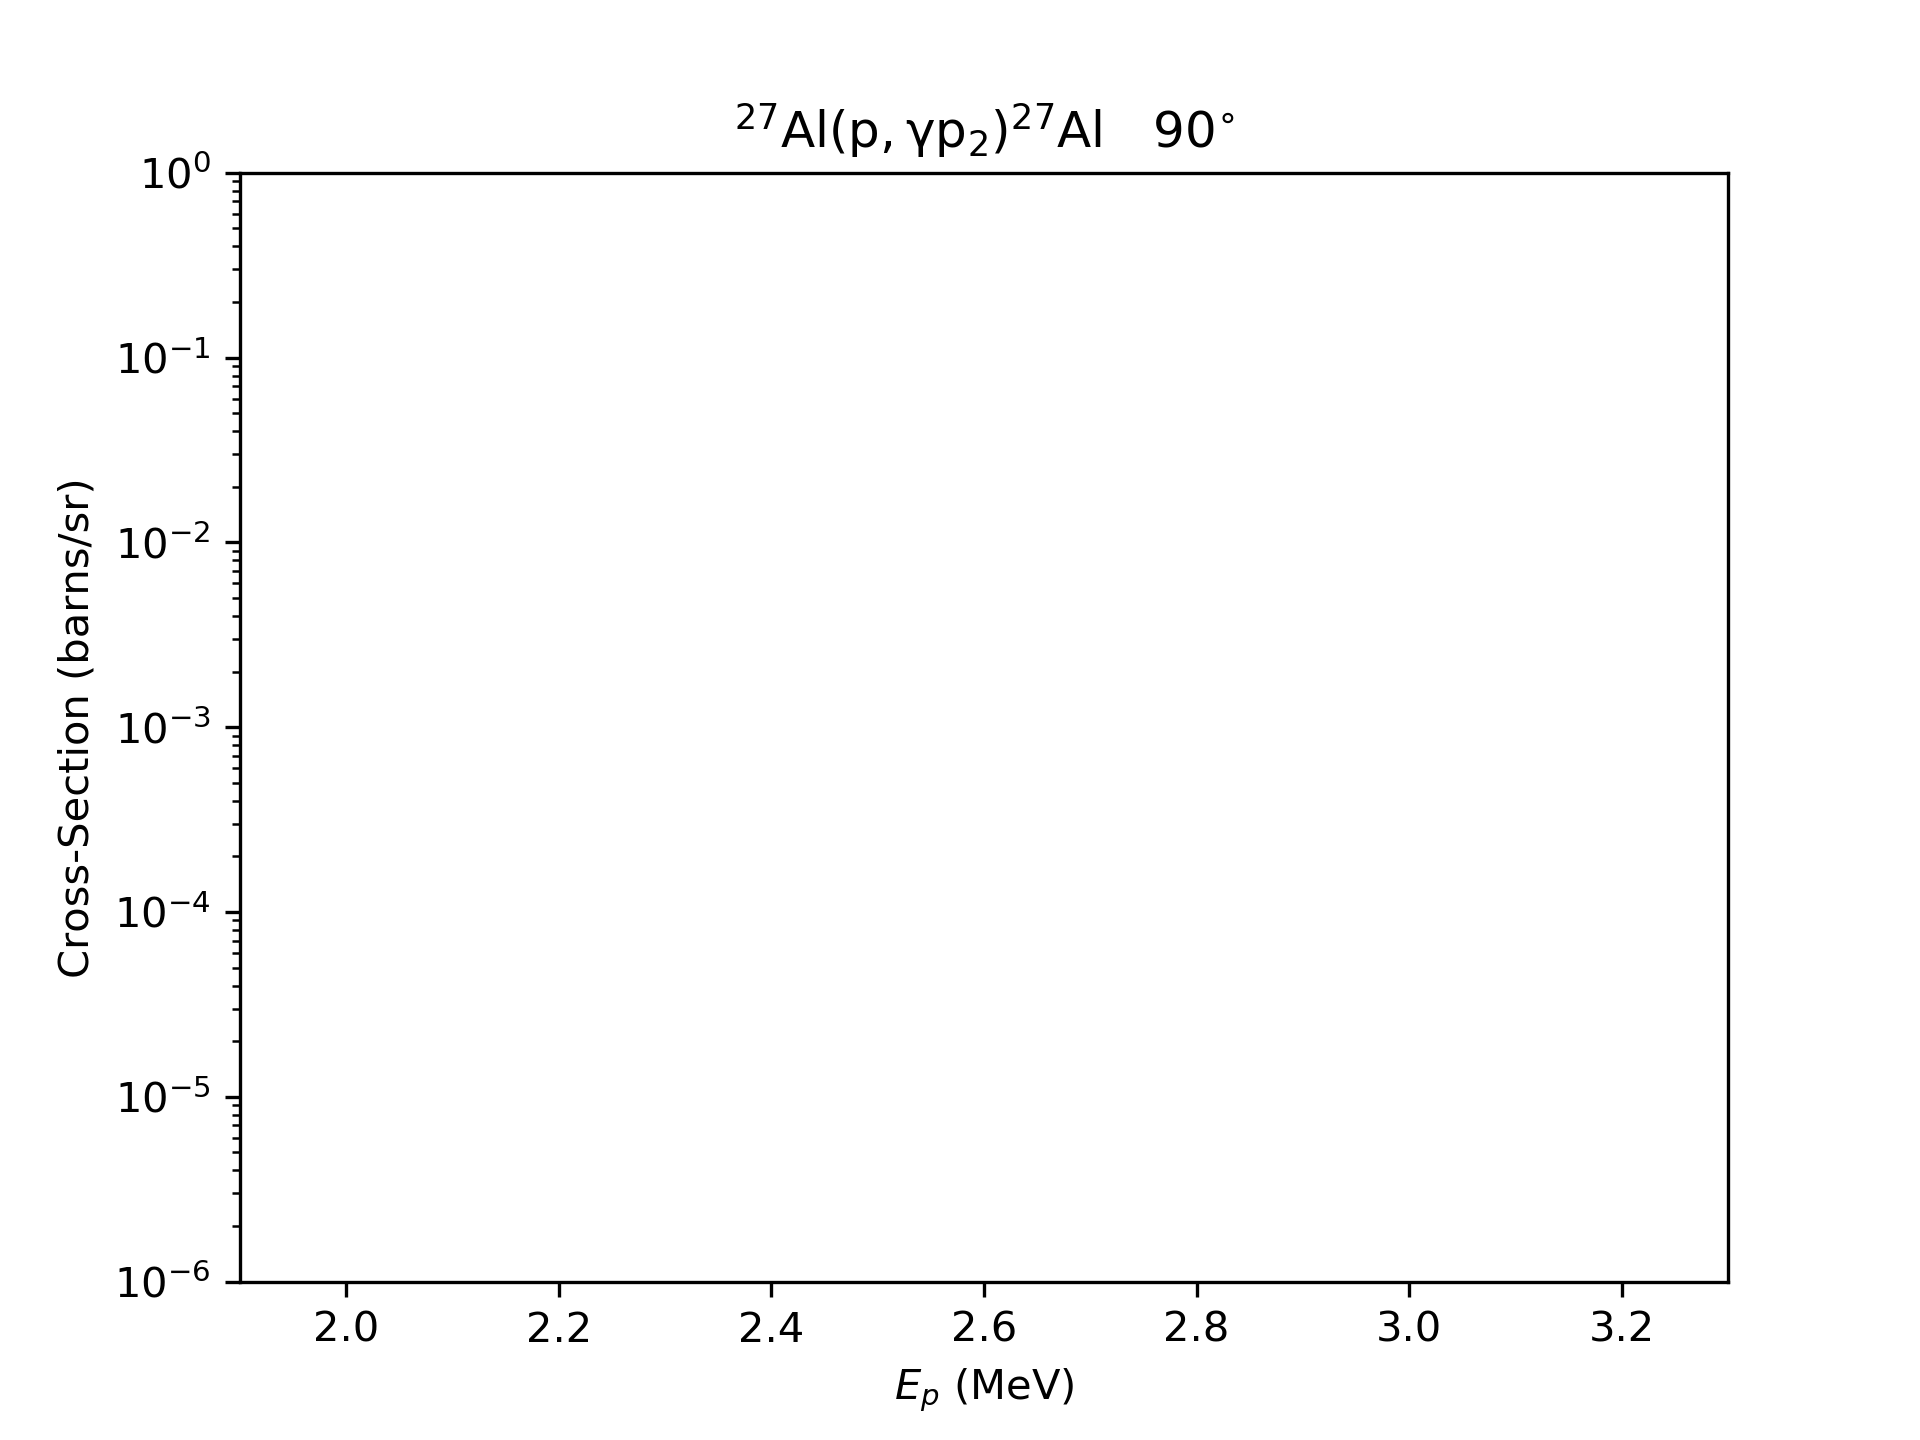 ²⁷Al(p, γp₂)²⁷Al 90°
10⁰
10⁻¹
10⁻²
10⁻³
10⁻⁴
10⁻⁵
10⁻⁶
Cross-Section (barns/sr)
2.0 2.2 2.4 2.6 2.8 3.0 3.2
Eₚ (MeV)